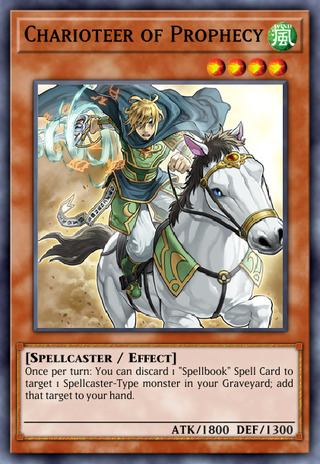 Charioteer of Prophecy
WIND
風
[Spellcaster / Effect]
Once per turn: You can discard 1 "Spellbook" Spell Card to
target 1 Spellcaster-Type monster in your Graveyard; add
that target to your hand.
ATK/1800 DEF/1300